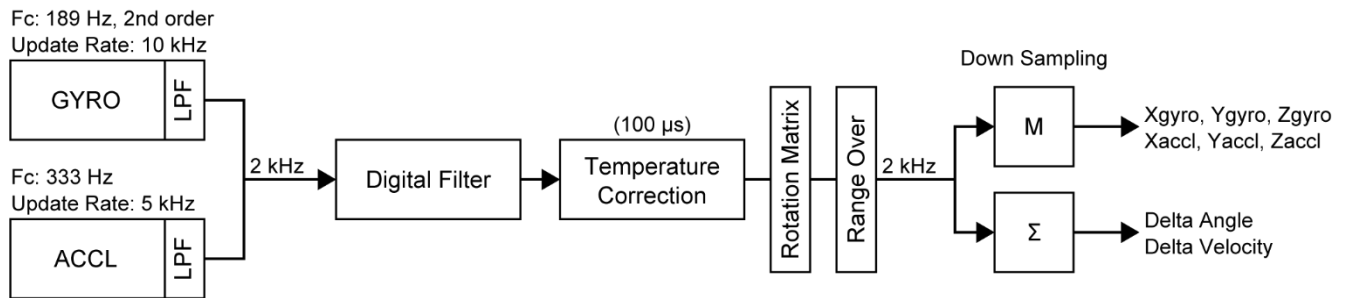 Fc: 189 Hz, 2nd order
Update Rate: 10 kHz
GYRO
LPF
Fc: 333 Hz
Update Rate: 5 kHz
ACCL
LPF
2 kHz
Digital Filter
(100 µs)
Temperature
Correction
Rotation Matrix
Range Over
2 kHz
Down Sampling
M
Xgyro, Ygyro, Zgyro
Xaccl, Yaccl, Zaccl
Σ
Delta Angle
Delta Velocity